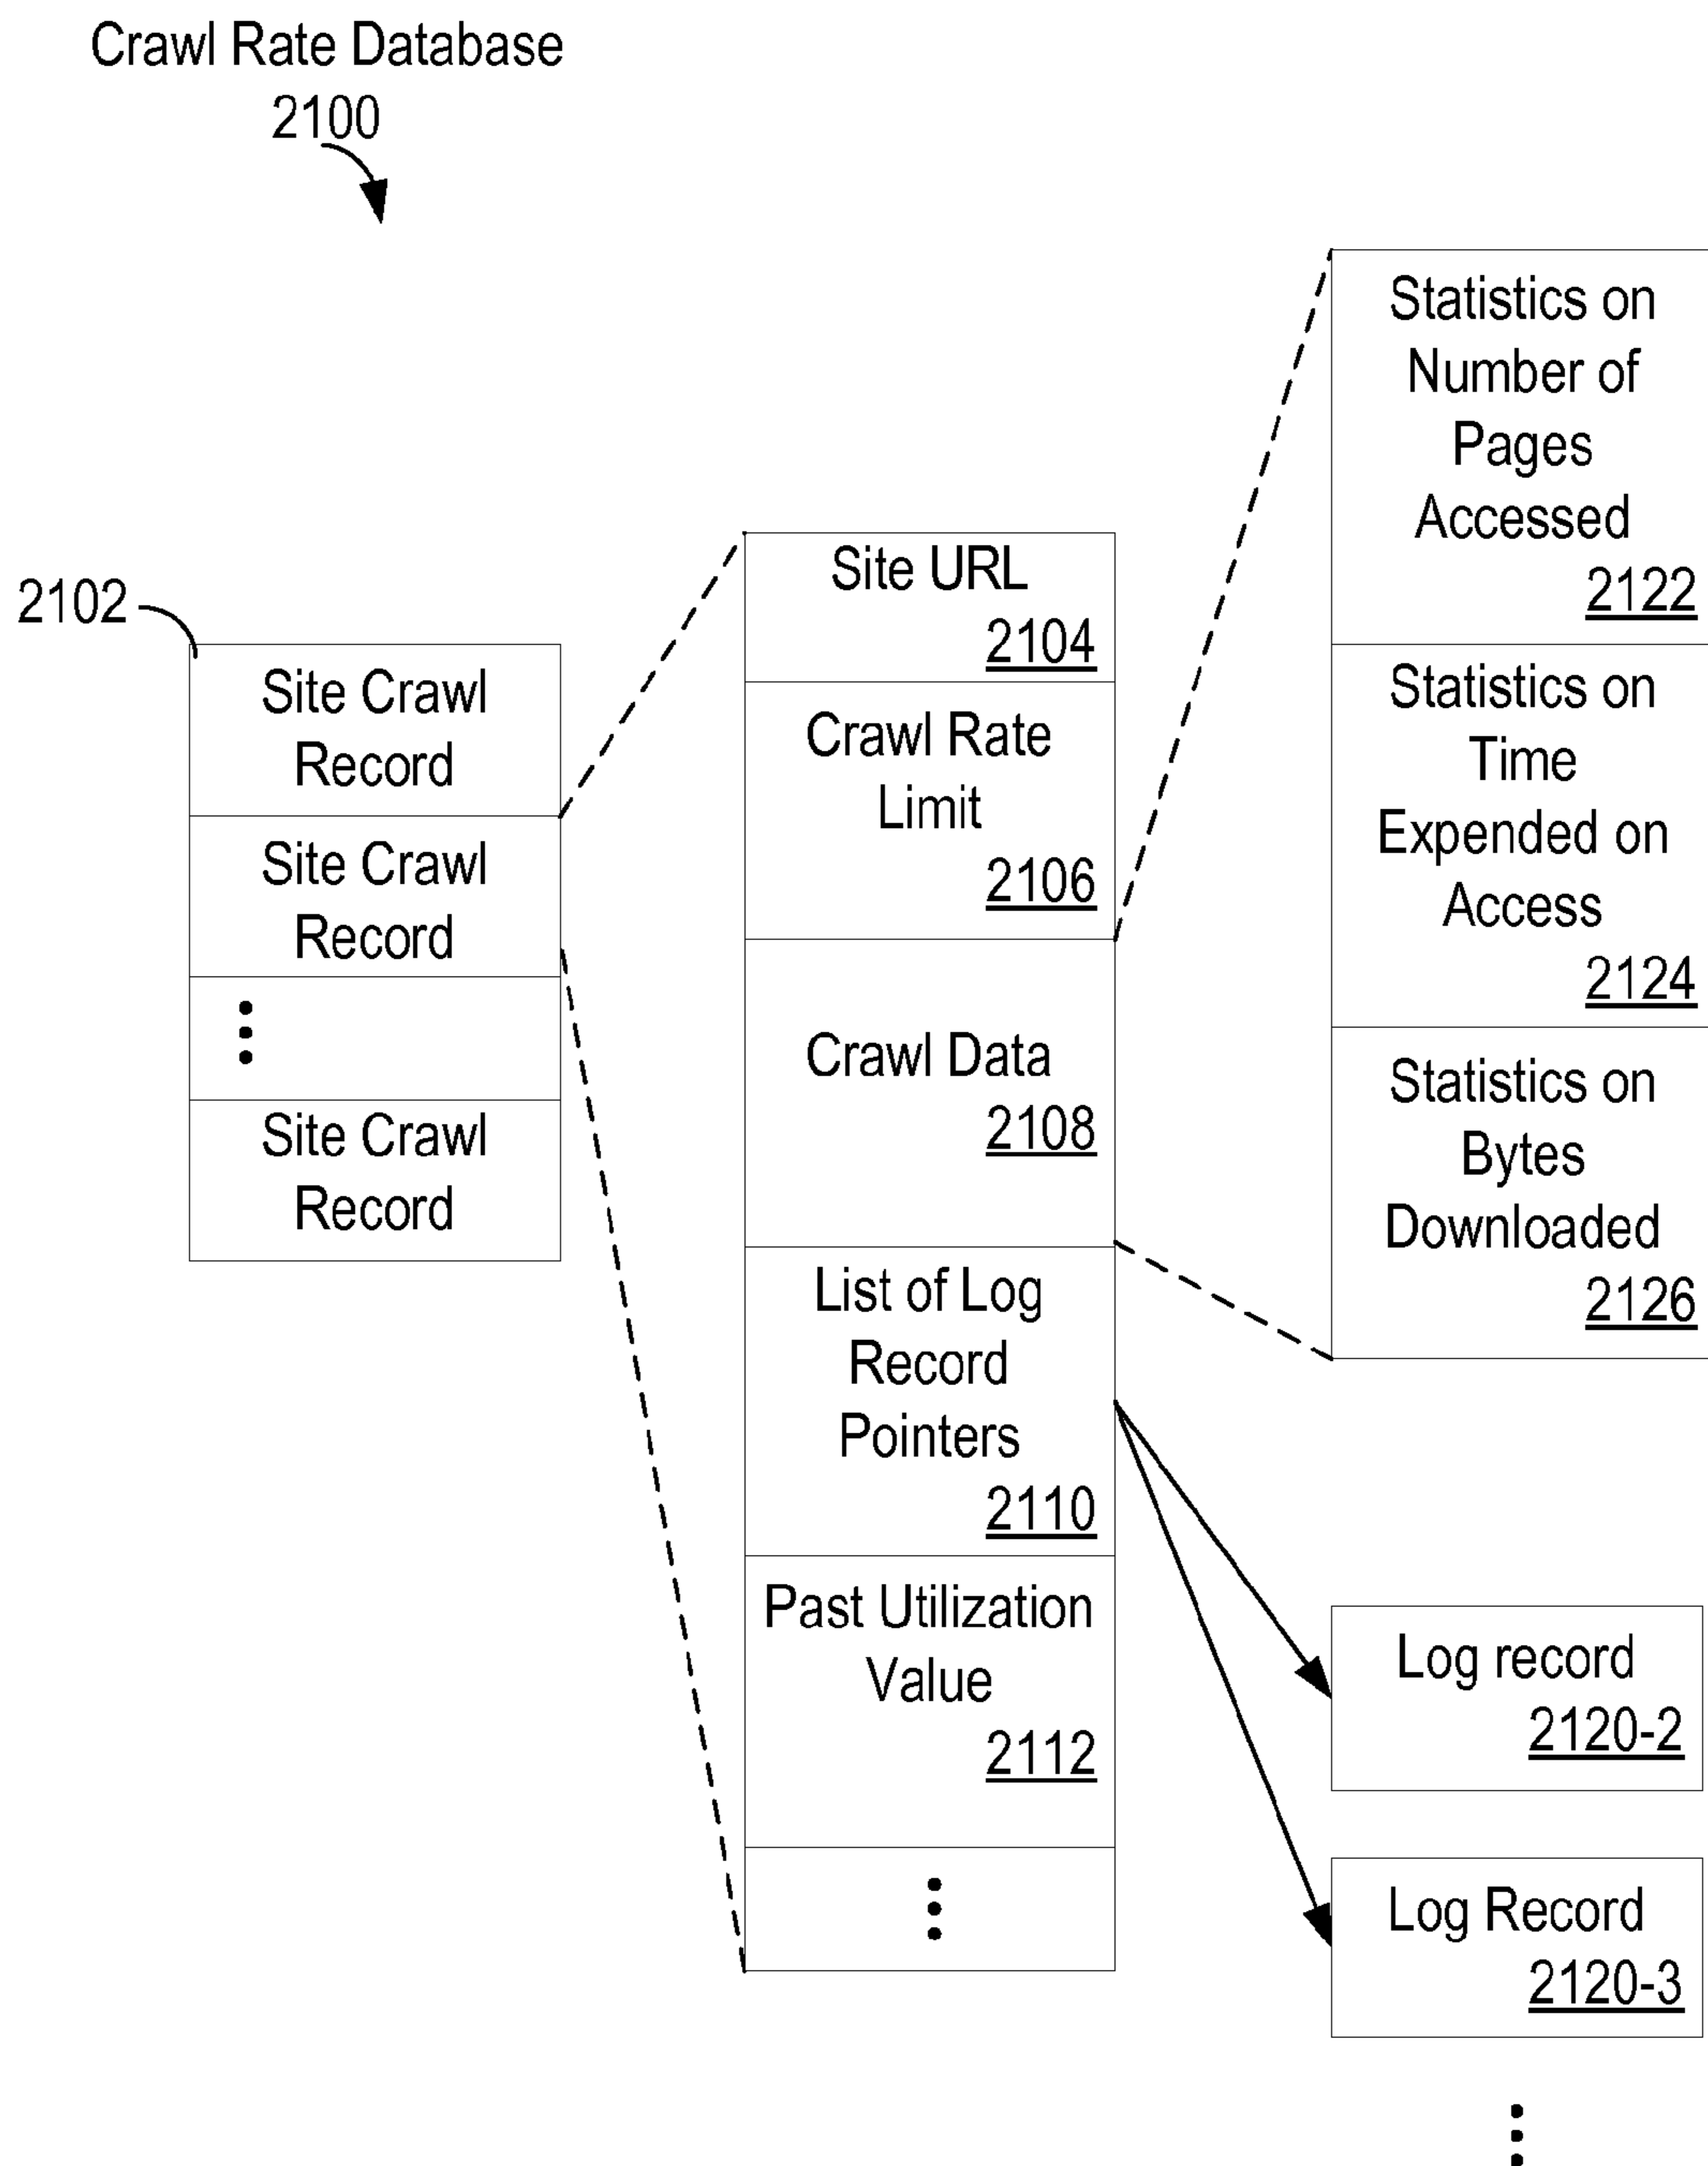 Crawl Rate Database
2100
2102
Site Crawl
Record
Site Crawl
Record
Site Crawl
Record
Site URL
2104
Crawl Rate
Limit
2106
Crawl Data
2108
List of Log
Record
Pointers
2110
Past Utilization
Value
2112
Statistics on
Number of
Pages
Accessed
2122
Statistics on
Time
Expended on
Access
2124
Statistics on
Bytes
Downloaded
2126
Log record
2120-2
Log Record
2120-3